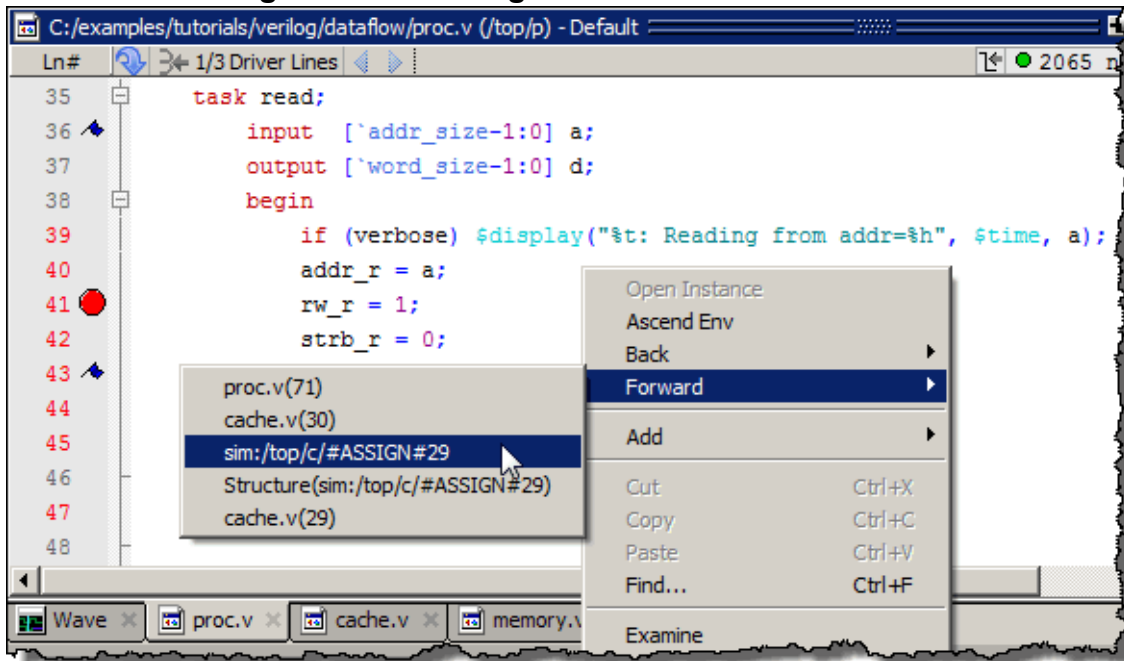 C:/examples/tutorials/verilog/dataflow/proc.v (/top/p) - Default
Ln# 1/3 Driver Lines 2065 n
35 task read;
36 input [`addr_size-1:0] a;
37 output [`word_size-1:0] d;
38 begin
39 if (verbose) $display("%t: Reading from addr=%h", $time, a);
40 addr_r = a;
41 rw_r = 1;
42 strb_r = 0;
43
44
45
46
47
48
Open Instance
Ascend Env
Back
Forward
Add
Cut Ctrl+X
Copy Ctrl+C
Paste Ctrl+V
Find... Ctrl+F
Examine
proc.v(71)
cache.v(30)
sim:/top/c/#ASSIGN#29
Structure(sim:/top/c/#ASSIGN#29)
cache.v(29)
Wave proc.v cache.v memory.v